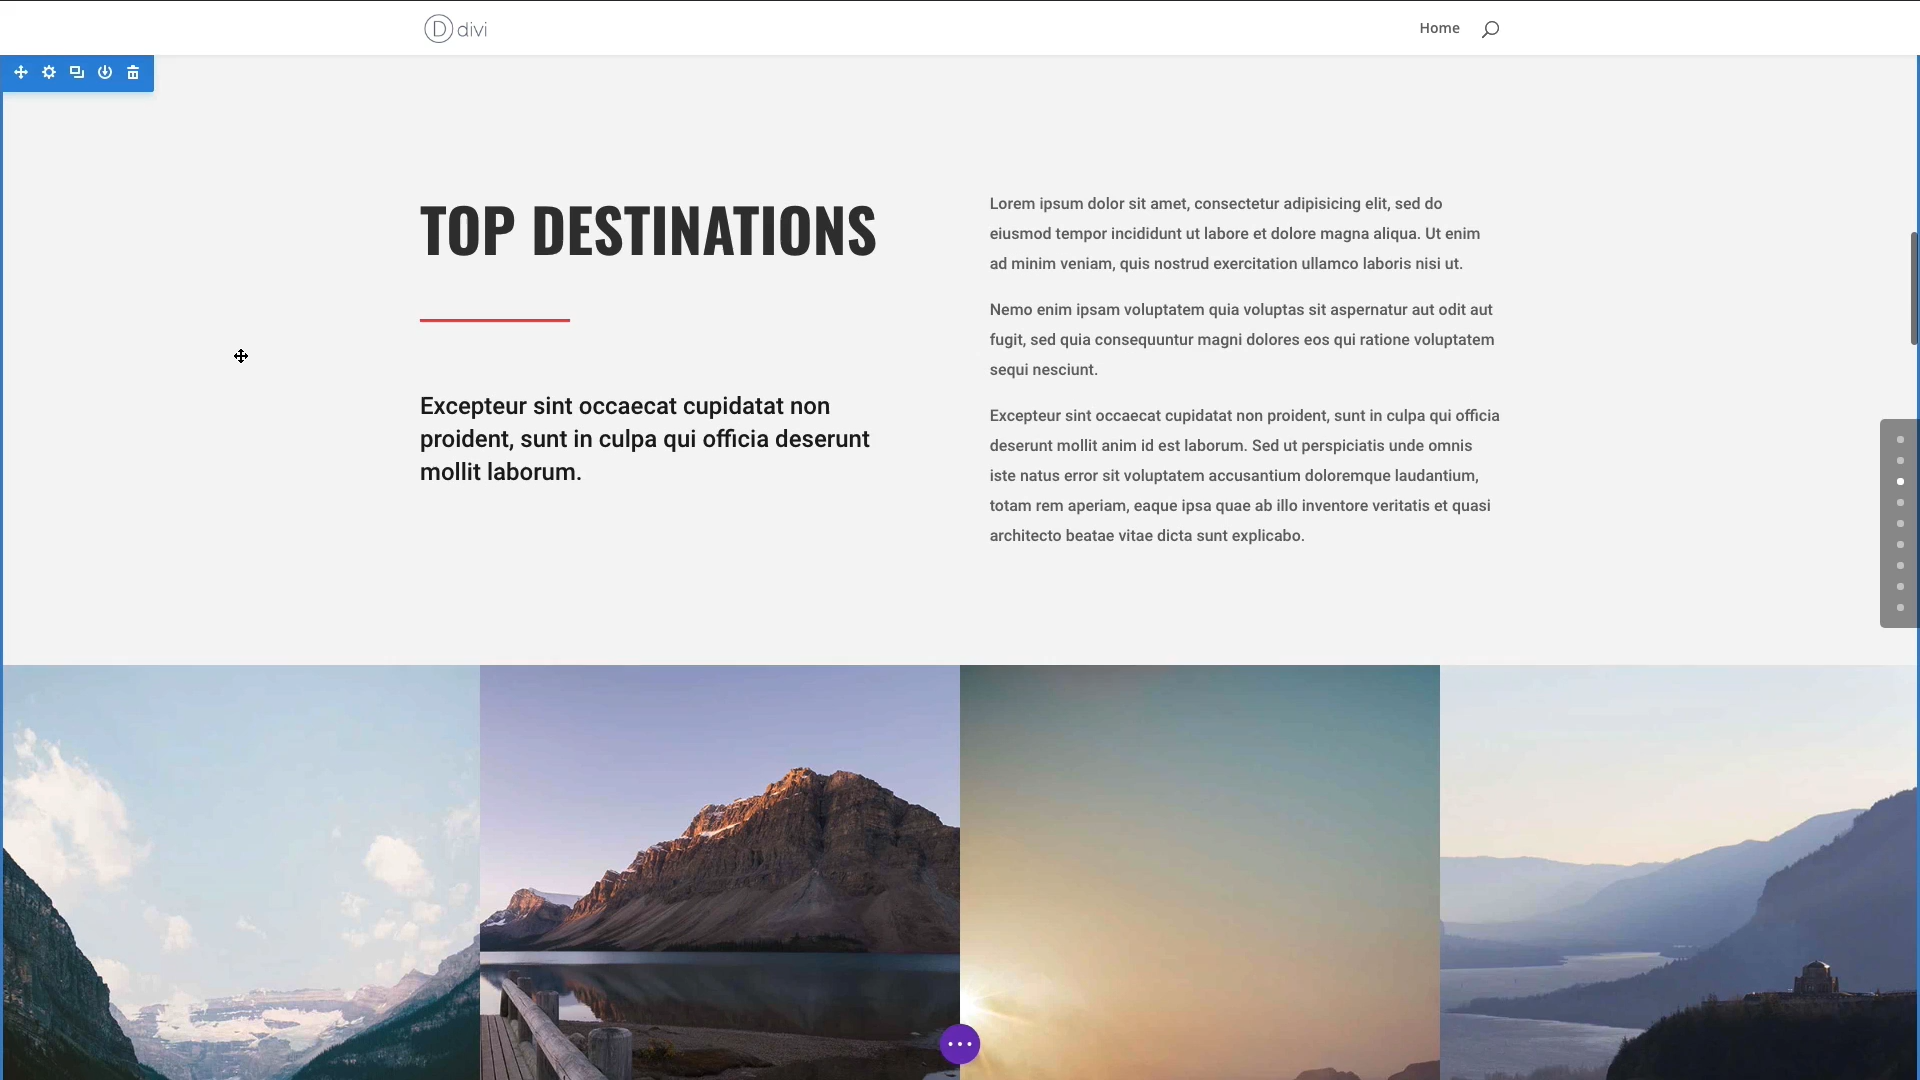 divi
Home
TOP DESTINATIONS
Excepteur sint occaecat cupidatat non
proident, sunt in culpa qui officia deserunt
mollit laborum.
Lorem ipsum dolor sit amet, consectetur adipisicing elit, sed do
eiusmod tempor incididunt ut labore et dolore magna aliqua. Ut enim
ad minim veniam, quis nostrud exercitation ullamco laboris nisi ut.
Nemo enim ipsam voluptatem quia voluptas sit aspernatur aut odit aut
fugit, sed quia consequuntur magni dolores eos qui ratione voluptatem
sequi nesciunt.
Excepteur sint occaecat cupidatat non proident, sunt in culpa qui officia
deserunt mollit anim id est laborum. Sed ut perspiciatis unde omnis
iste natus error sit voluptatem accusantium doloremque laudantium,
totam rem aperiam, eaque ipsa quae ab illo inventore veritatis et quasi
architecto beatae vitae dicta sunt explicabo.